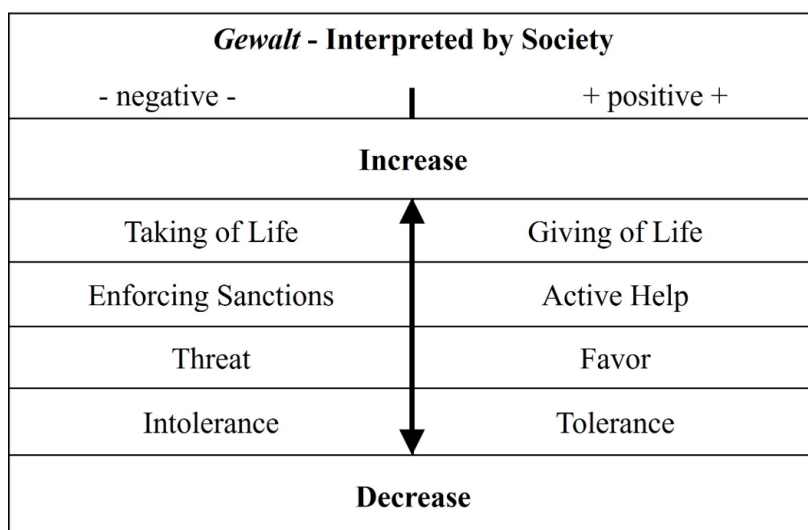 Gewalt - Interpreted by Society
- negative - + positive +
Increase
Taking of Life Giving of Life
Enforcing Sanctions Active Help
Threat Favor
Intolerance Tolerance
Decrease